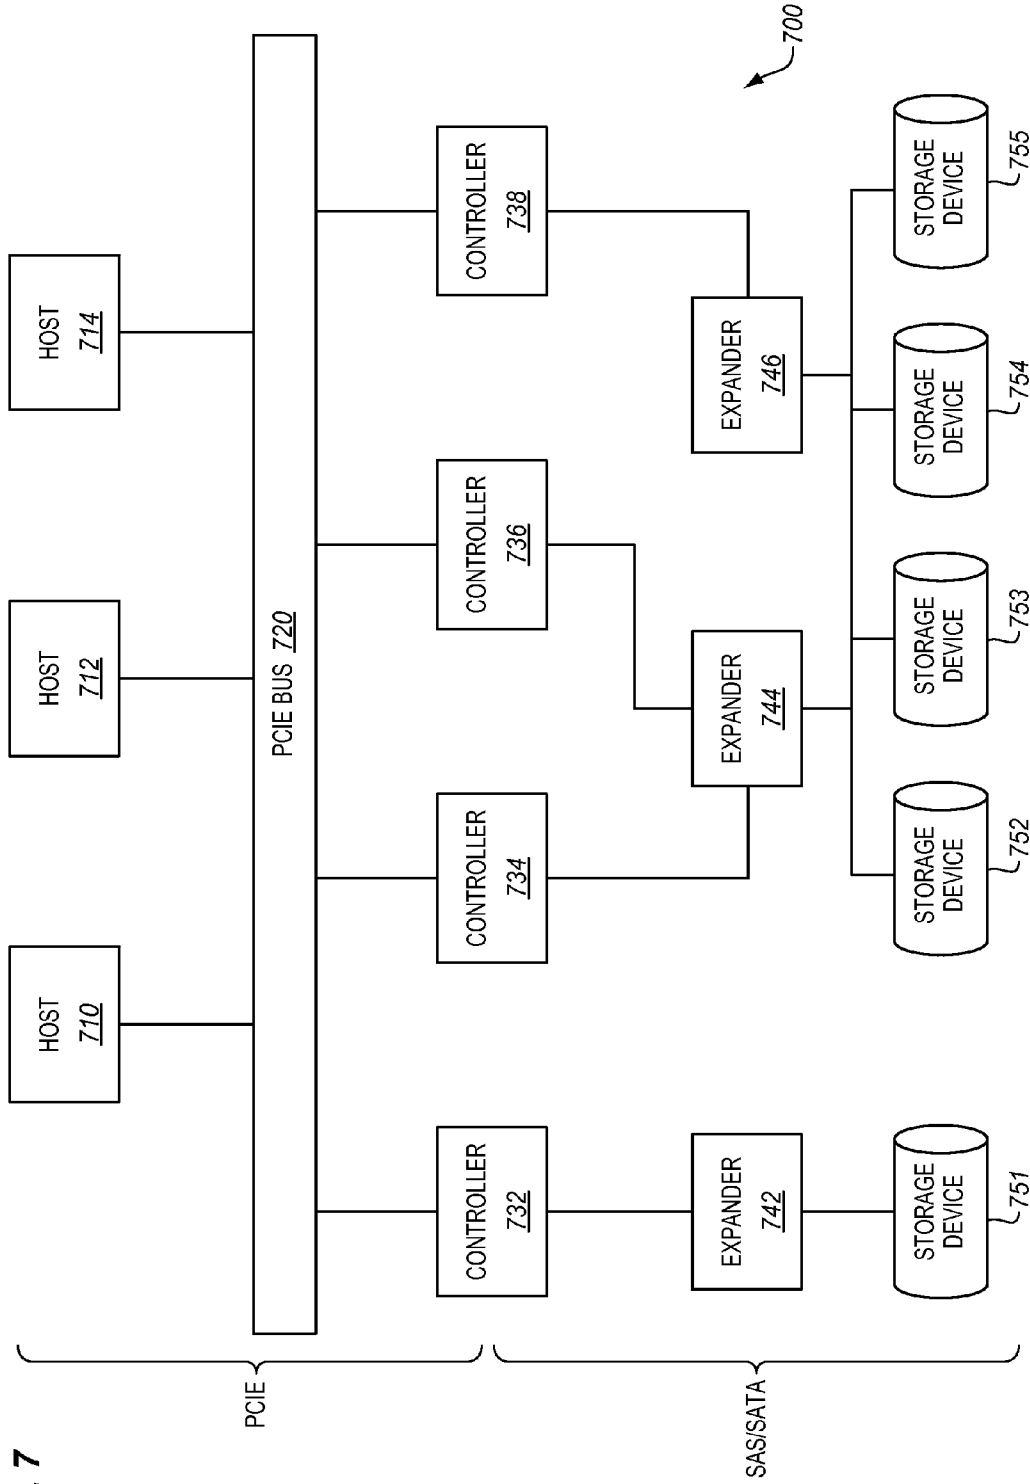 HOST
710
HOST
712
HOST
714
PCIE
PCIE BUS 720
CONTROLLER
732
CONTROLLER
734
CONTROLLER
736
CONTROLLER
738
700
SAS/SATA
EXPANDER
742
EXPANDER
744
EXPANDER
746
STORAGE
DEVICE
751
STORAGE
DEVICE
752
STORAGE
DEVICE
753
STORAGE
DEVICE
754
STORAGE
DEVICE
755
7